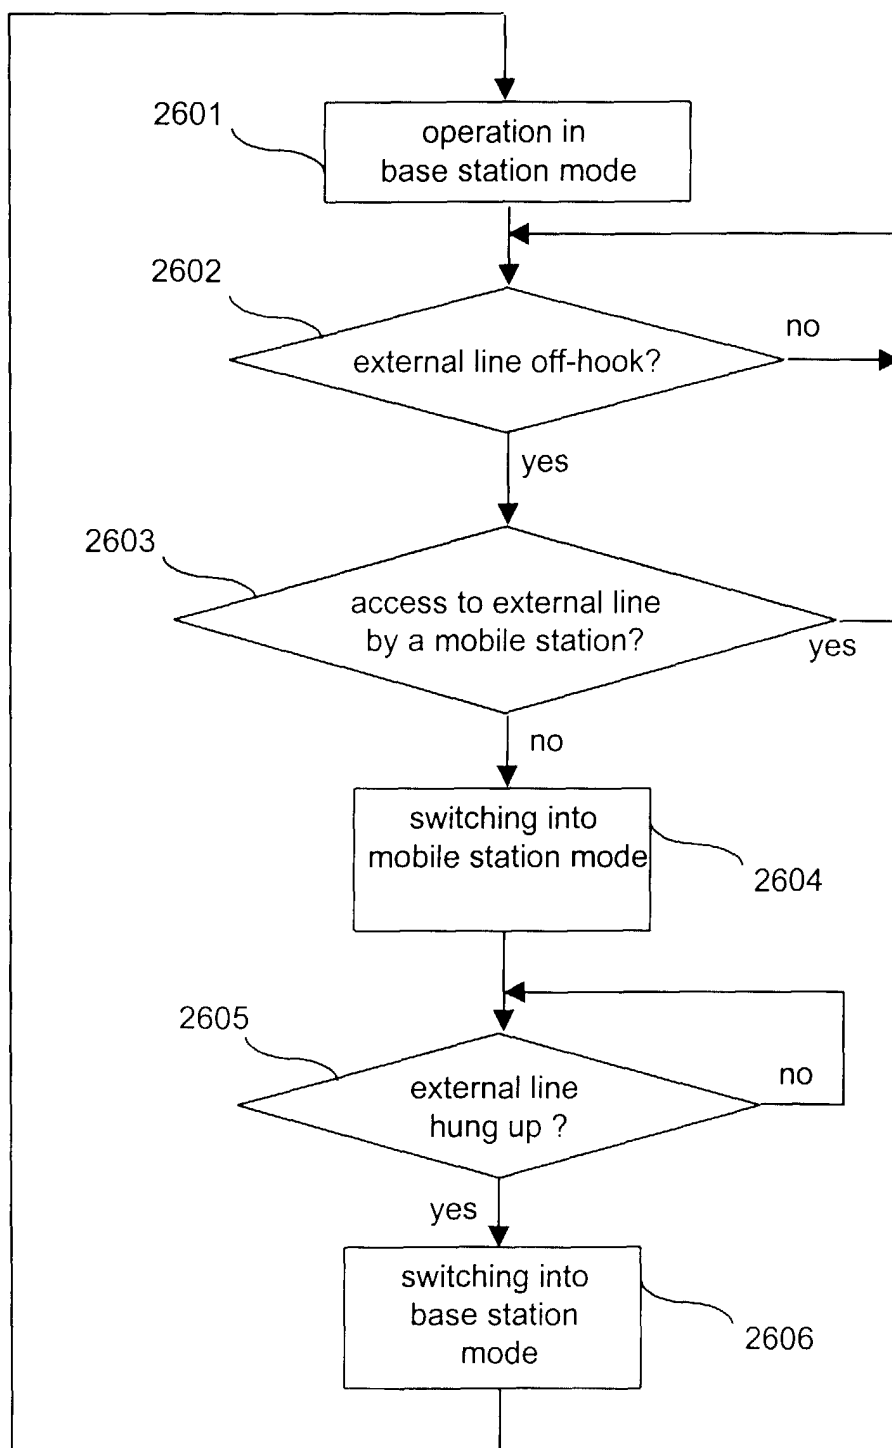 2601
operation in
base station mode
2602
external line off-hook?
no
yes
2603
access to external line
by a mobile station?
yes
no
switching into
mobile station mode
2604
2605
external line
hung up ?
no
yes
switching into
base station
mode
2606